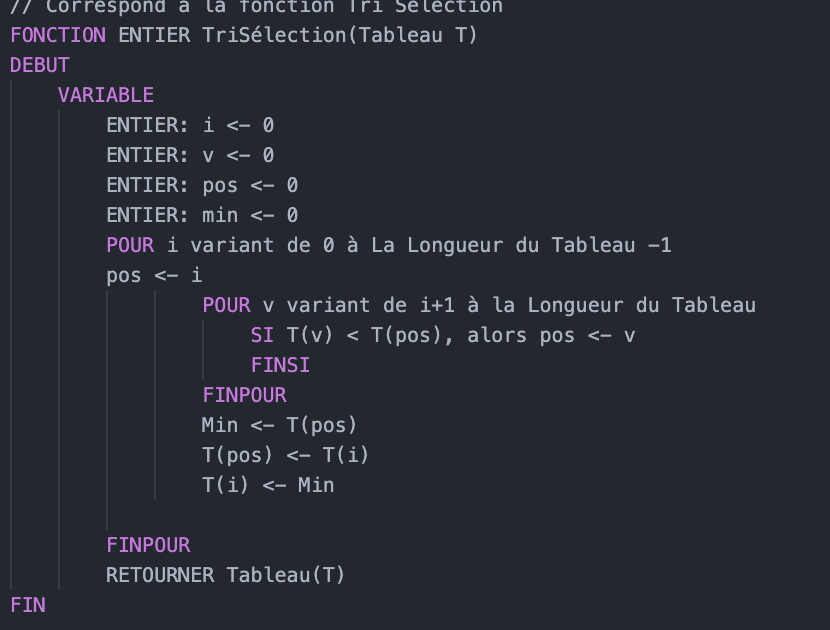 // Correspond à la fonction Tri Sélection
FONCTION ENTIER TriSélection(Tableau T)
DEBUT
VARIABLE
ENTIER: i <- 0
ENTIER: v <- 0
ENTIER: pos <- 0
ENTIER: min <- 0
POUR i variant de 0 à La Longueur du Tableau -1
pos <- i
POUR v variant de i+1 à la Longueur du Tableau
SI T(v) < T(pos), alors pos <- v
FINSI
FINPOUR
Min <- T(pos)
T(pos) <- T(i)
T(i) <- Min
FINPOUR
RETOURNER Tableau(T)
FIN